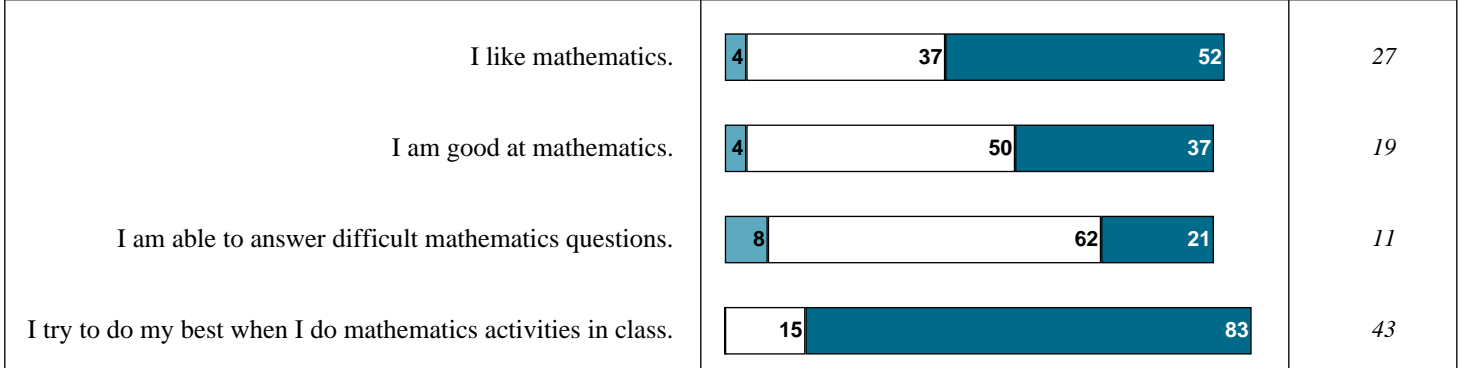 I like mathematics. 4 37 52 27
I am good at mathematics. 4 50 37 19
I am able to answer difficult mathematics questions. 8 62 21 11
I try to do my best when I do mathematics activities in class. 15 83 43